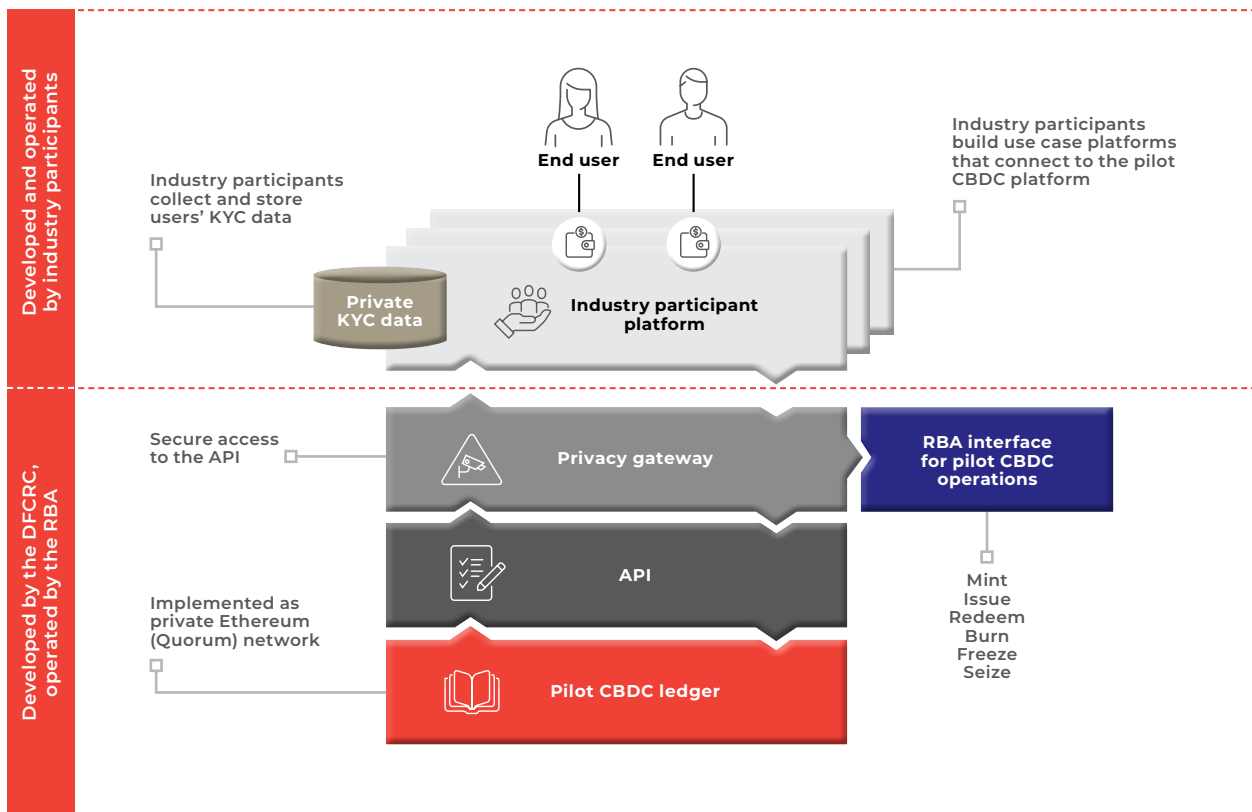 Developed and operated
by industry participants
Industry participants
collect and store
users’ KYC data
End user
End user
Industry participants
build use case platforms
that connect to the pilot
CBDC platform
$
$
Private
KYC data
Industry participant
platform
Developed by the DFCRC,
operated by the RBA
Secure access
to the API
Privacy gateway
RBA interface
for pilot CBDC
operations
API
Mint
Issue
Redeem
Burn
Freeze
Seize
Implemented as
private Ethereum
(Quorum) network
Pilot CBDC ledger